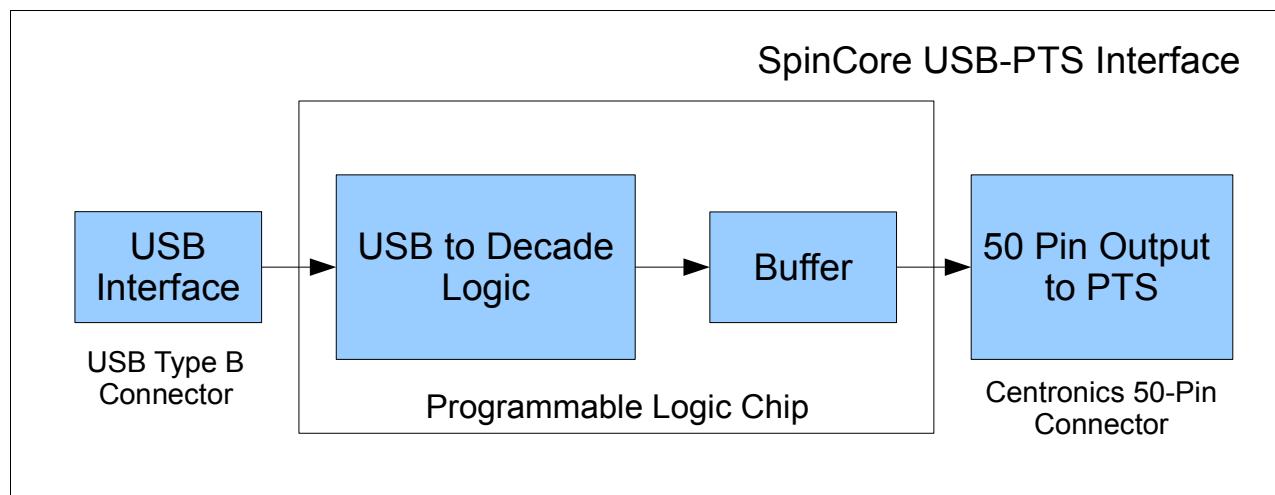 SpinCore USB-PTS Interface
USB
Interface
USB to Decade
Logic
Buffer
50 Pin Output
to PTS
USB Type B
Connector
Programmable Logic Chip
Centronics 50-Pin
Connector